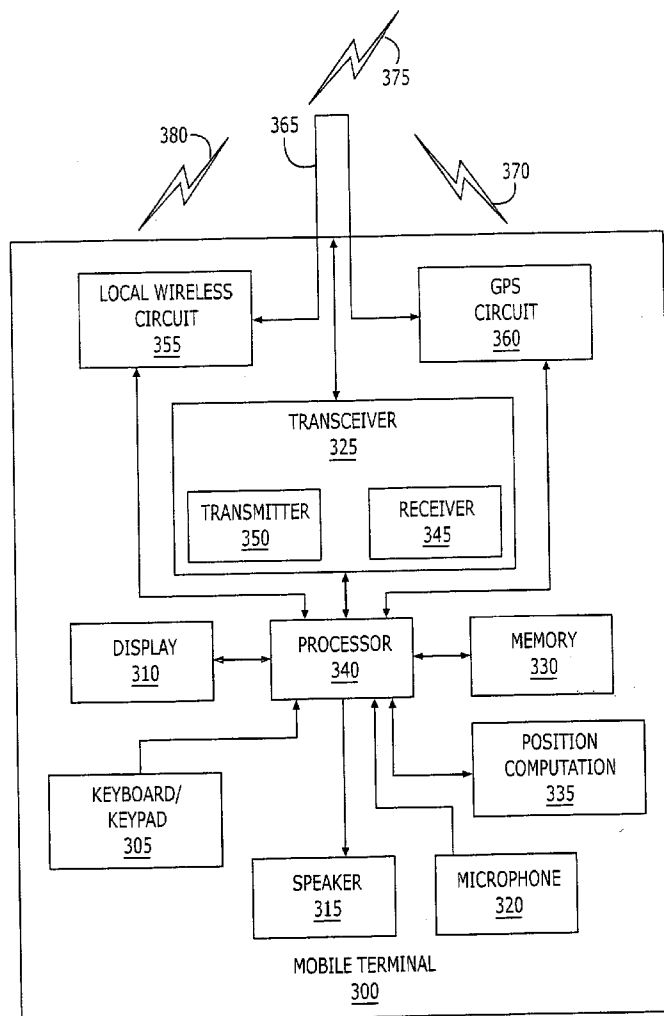 375
365
380
370
LOCAL WIRELESS
CIRCUIT
355
GPS
CIRCUIT
360
TRANSCEIVER
325
TRANSMITTER
350
RECEIVER
345
DISPLAY
310
PROCESSOR
340
MEMORY
330
POSITION
COMPUTATION
335
KEYBOARD/
KEYPAD
305
SPEAKER
315
MICROPHONE
320
MOBILE TERMINAL
300